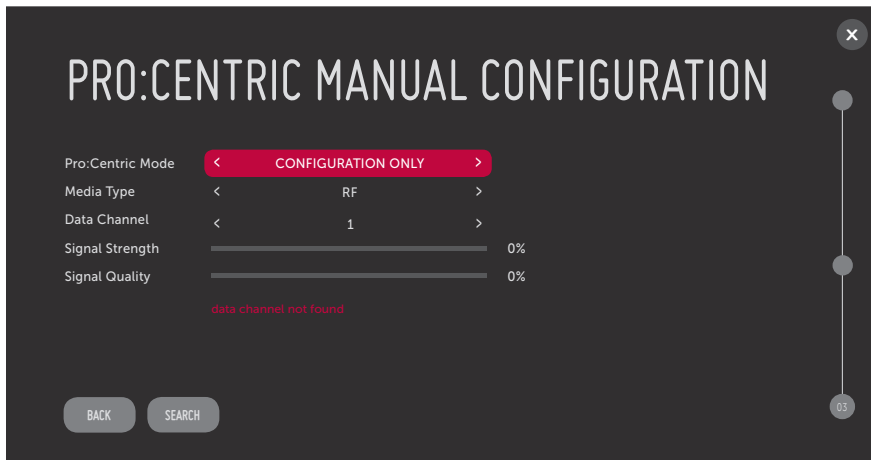 X
PRO:CENTRIC MANUAL CONFIGURATION
Pro:Centric Mode < CONFIGURATION ONLY >
Media Type < RF >
Data Channel < 1 >
Signal Strength 0%
Signal Quality 0%
data channel not found
BACK SEARCH
03